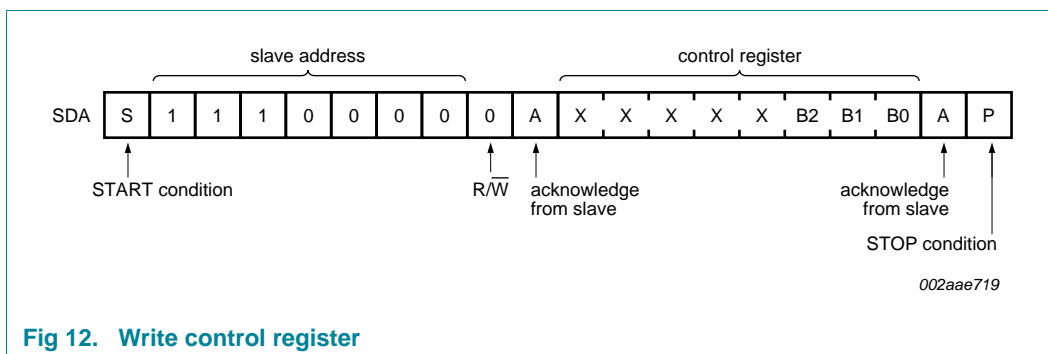 slave address control register
SDA S 1 1 1 0 0 0 0 0 A X X X X X B2 B1 B0 A P
START condition R/W̅ acknowledge from slave acknowledge from slave
STOP condition
002aae719
Fig 12. Write control register